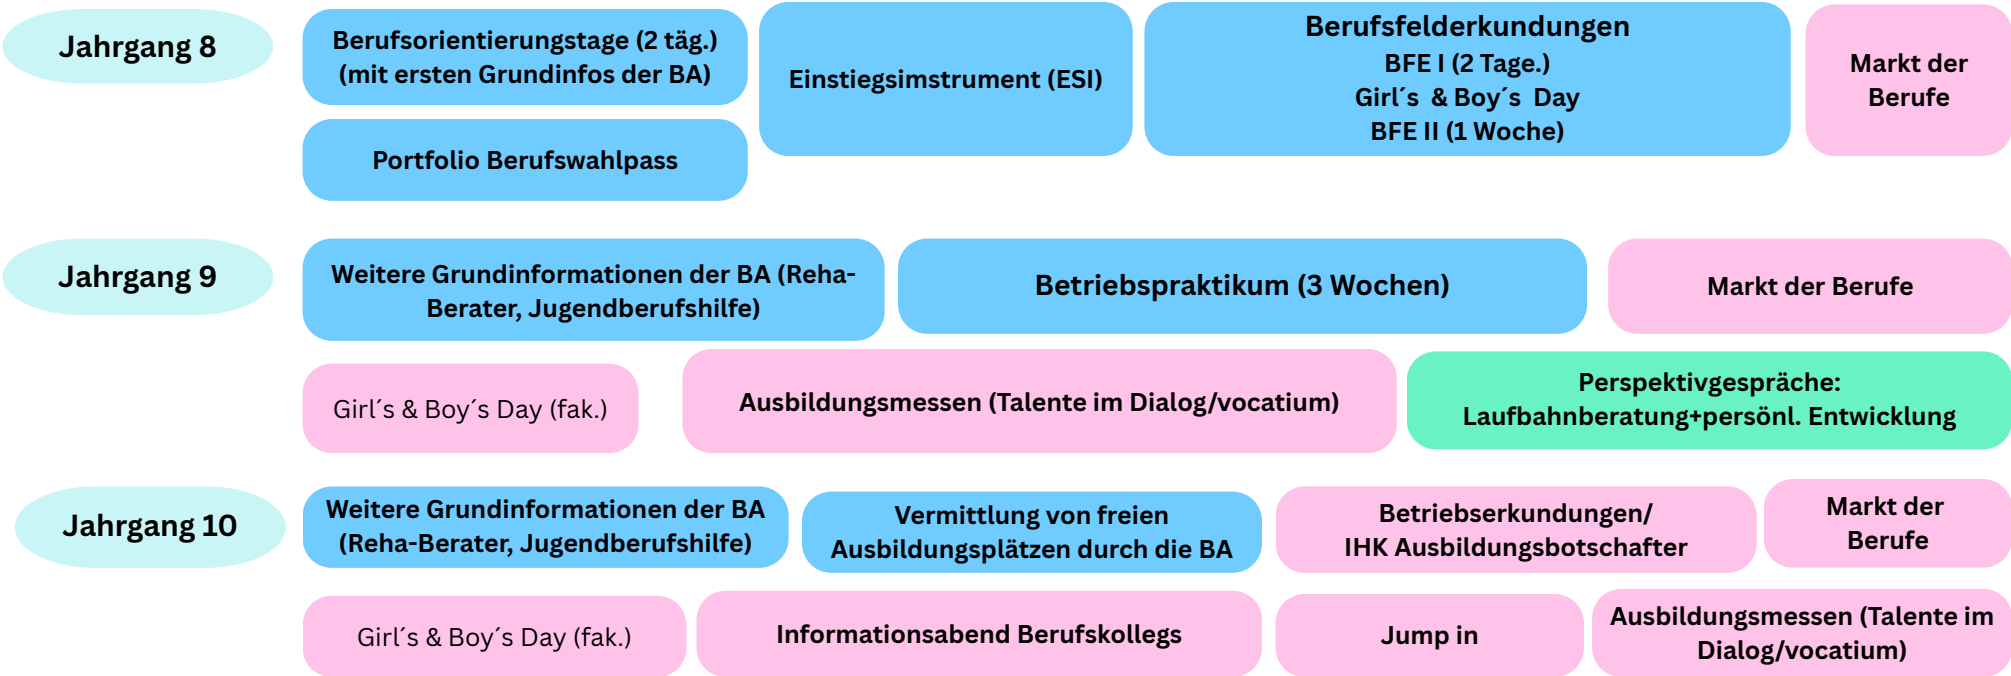 Jahrgang 8
Berufsorientierungstage (2 täg.)
(mit ersten Grundinfos der BA)
Portfolio Berufswahlpass
Einstiegsimstrument (ESI)
Berufsfelderkundungen
BFE I (2 Tage.)
Girl´s & Boy´s Day
BFE II (1 Woche)
Markt der
Berufe
Jahrgang 9
Weitere Grundinformationen der BA (Reha-
Berater, Jugendberufshilfe)
Betriebspraktikum (3 Wochen)
Markt der Berufe
Girl´s & Boy´s Day (fak.)
Ausbildungsmessen (Talente im Dialog/vocatium)
Perspektivgespräche:
Laufbahnberatung+persönl. Entwicklung
Jahrgang 10
Weitere Grundinformationen der BA
(Reha-Berater, Jugendberufshilfe)
Vermittlung von freien
Ausbildungsplätzen durch die BA
Betriebserkundungen/
IHK Ausbildungsbotschafter
Markt der
Berufe
Girl´s & Boy´s Day (fak.)
Informationsabend Berufskollegs
Jump in
Ausbildungsmessen (Talente im
Dialog/vocatium)